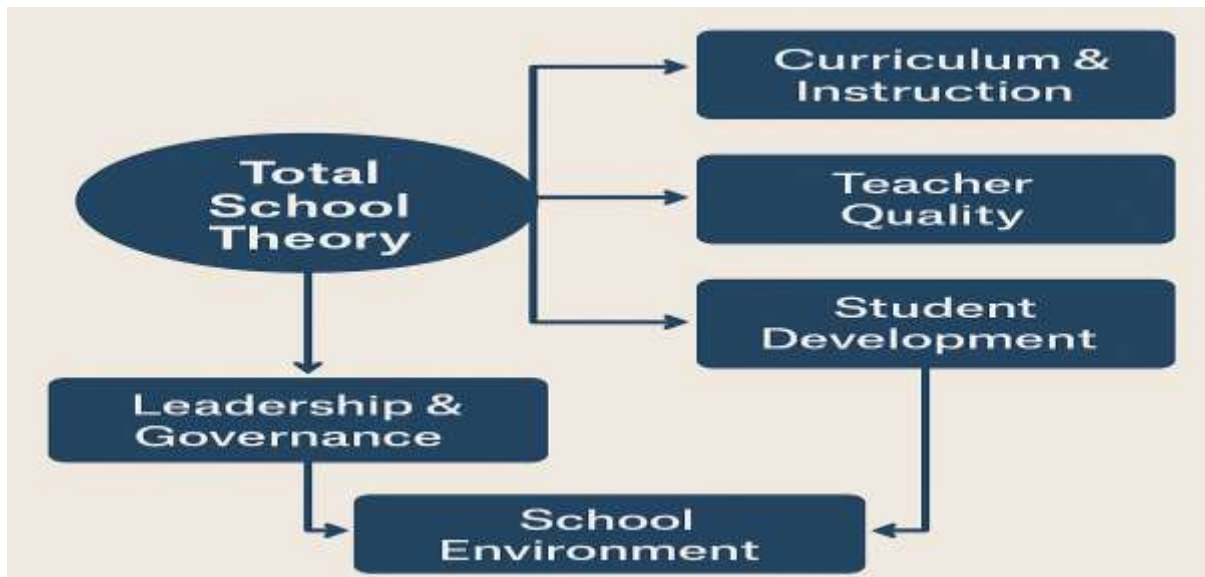 Total
School
Theory
Curriculum &
Instruction
Teacher
Quality
Student
Development
Leadership &
Governance
School
Environment